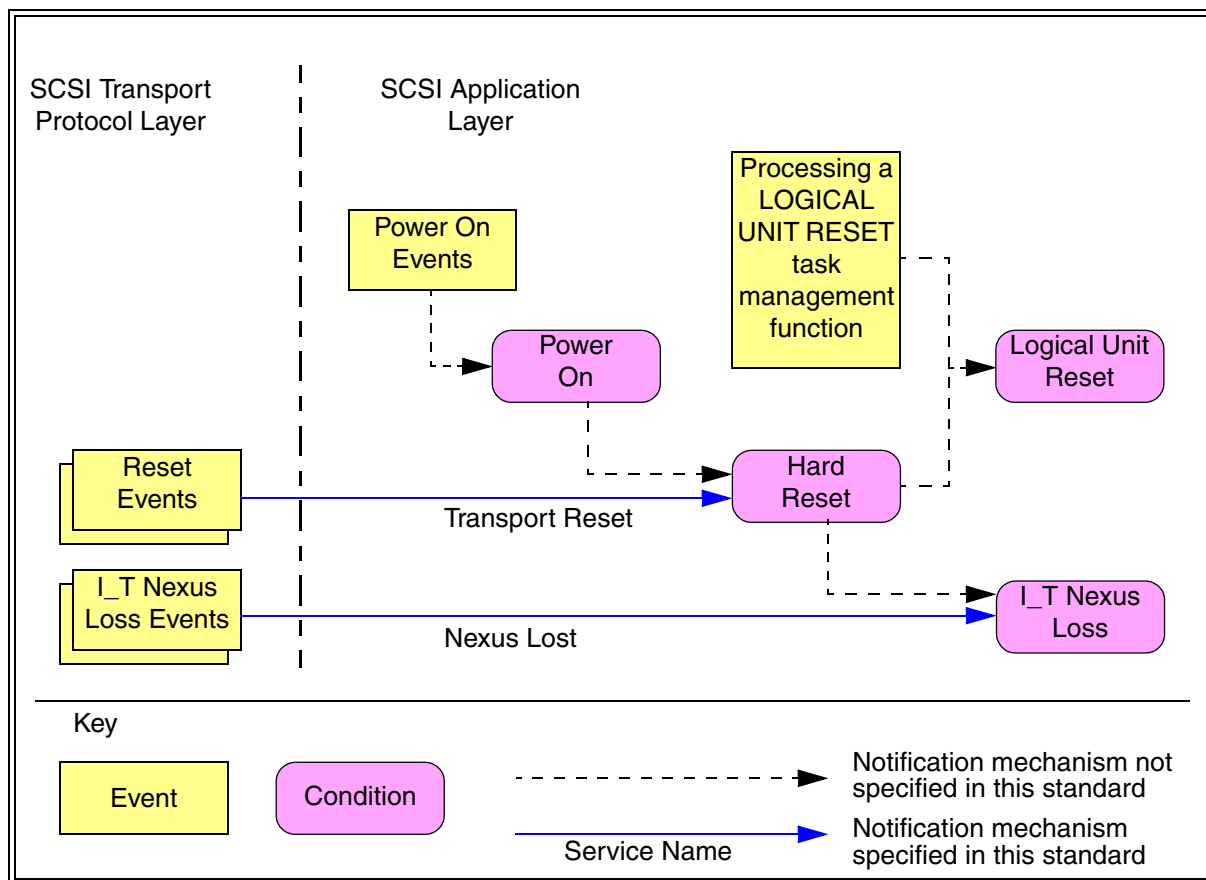 SCSI Transport
Protocol Layer
SCSI Application
Layer
Processing a
LOGICAL
UNIT RESET
task
management
function
Power On
Events
Power
On
Logical Unit
Reset
Reset
Events
Hard
Reset
Transport Reset
I_T Nexus
Loss Events
I_T Nexus
Loss
Nexus Lost
Key
Event
Condition
Notification mechanism not
specified in this standard
Service Name
Notification mechanism
specified in this standard